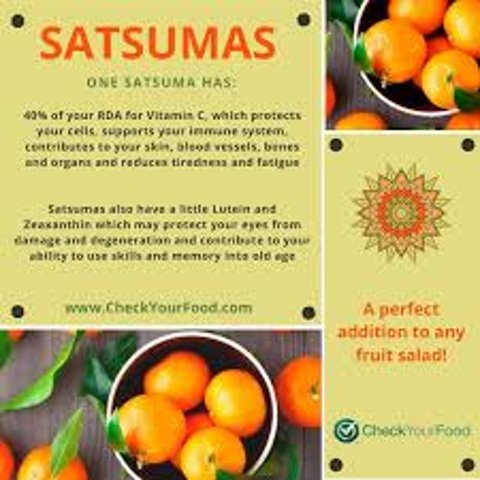 SATSUMAS
ONE SATSUMA HAS:
40% of your RDA for Vitamin C, which protects
your cells, supports your immune system,
contributes to your skin, blood vessels, bones
and organs and reduces tiredness and fatigue
Satsumas also have a little Lutein and
Zeaxanthin which may protect your eyes from
damage and degeneration and contribute to your
ability to use skills and memory into old age
www.CheckYourFood.com
A perfect
addition to any
fruit salad!
CheckYourFood